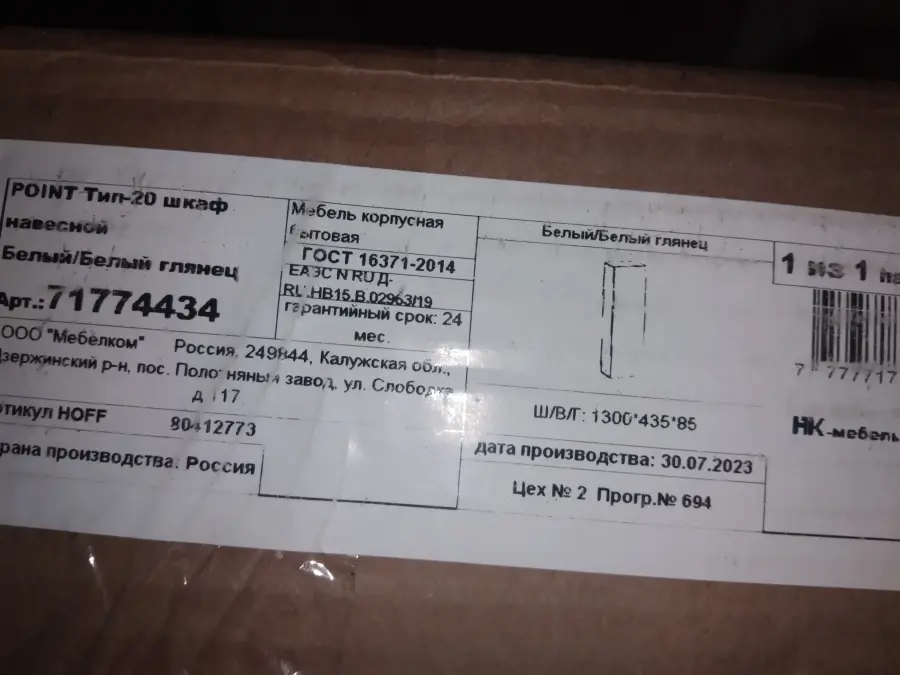 POINT Тип-20 шкаф
навесной
Белый/Белый глянец
Арт.:71774434
Мебель корпусная
бытовая
ГОСТ 16371-2014
ЕАЭС N RU Д-
RU.НВ15.В.02963/19
гарантийный срок: 24
мес.
ООО "Мебелком" Россия, 249844, Калужская обл.,
Дзержинский р-н, пос. Полотняный завод, ул. Слободка
д 17
Артикул HOFF 80412773
Страна производства: Россия
Белый/Белый глянец
Ш/В/Г: 1300*435*85
дата производства: 30.07.2023
Цех № 2 Прогр.№ 694
1 из 1 па
7 777717
НК-мебель